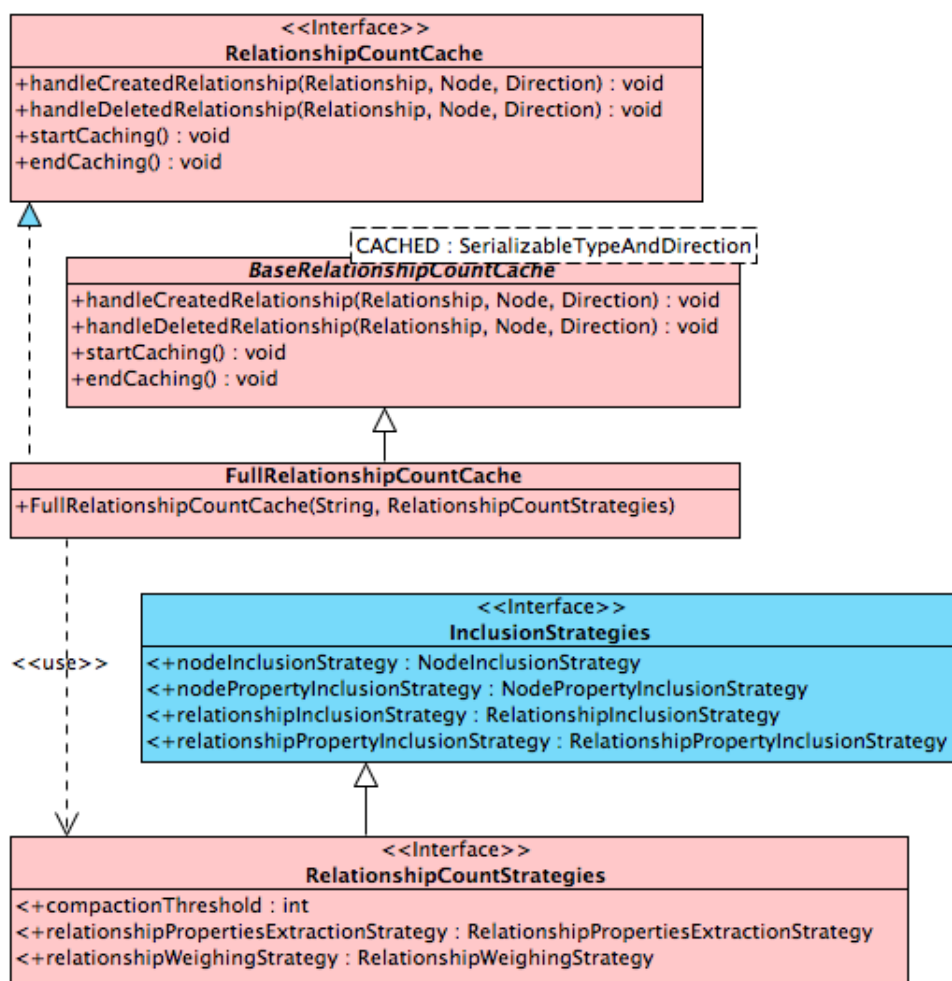 <<Interface>>
RelationshipCountCache
+handleCreatedRelationship(Relationship, Node, Direction) : void
+handleDeletedRelationship(Relationship, Node, Direction) : void
+startCaching() : void
+endCaching() : void
CACHED : SerializableTypeAndDirection
BaseRelationshipCountCache
+handleCreatedRelationship(Relationship, Node, Direction) : void
+handleDeletedRelationship(Relationship, Node, Direction) : void
+startCaching() : void
+endCaching() : void
FullRelationshipCountCache
+FullRelationshipCountCache(String, RelationshipCountStrategies)
<<Interface>>
InclusionStrategies
<+nodeInclusionStrategy : NodeInclusionStrategy
<+nodePropertyInclusionStrategy : NodePropertyInclusionStrategy
<+relationshipInclusionStrategy : RelationshipInclusionStrategy
<+relationshipPropertyInclusionStrategy : RelationshipPropertyInclusionStrategy
<<use>>
<<Interface>>
RelationshipCountStrategies
<+compactionThreshold : int
<+relationshipPropertiesExtractionStrategy : RelationshipPropertiesExtractionStrategy
<+relationshipWeighingStrategy : RelationshipWeighingStrategy